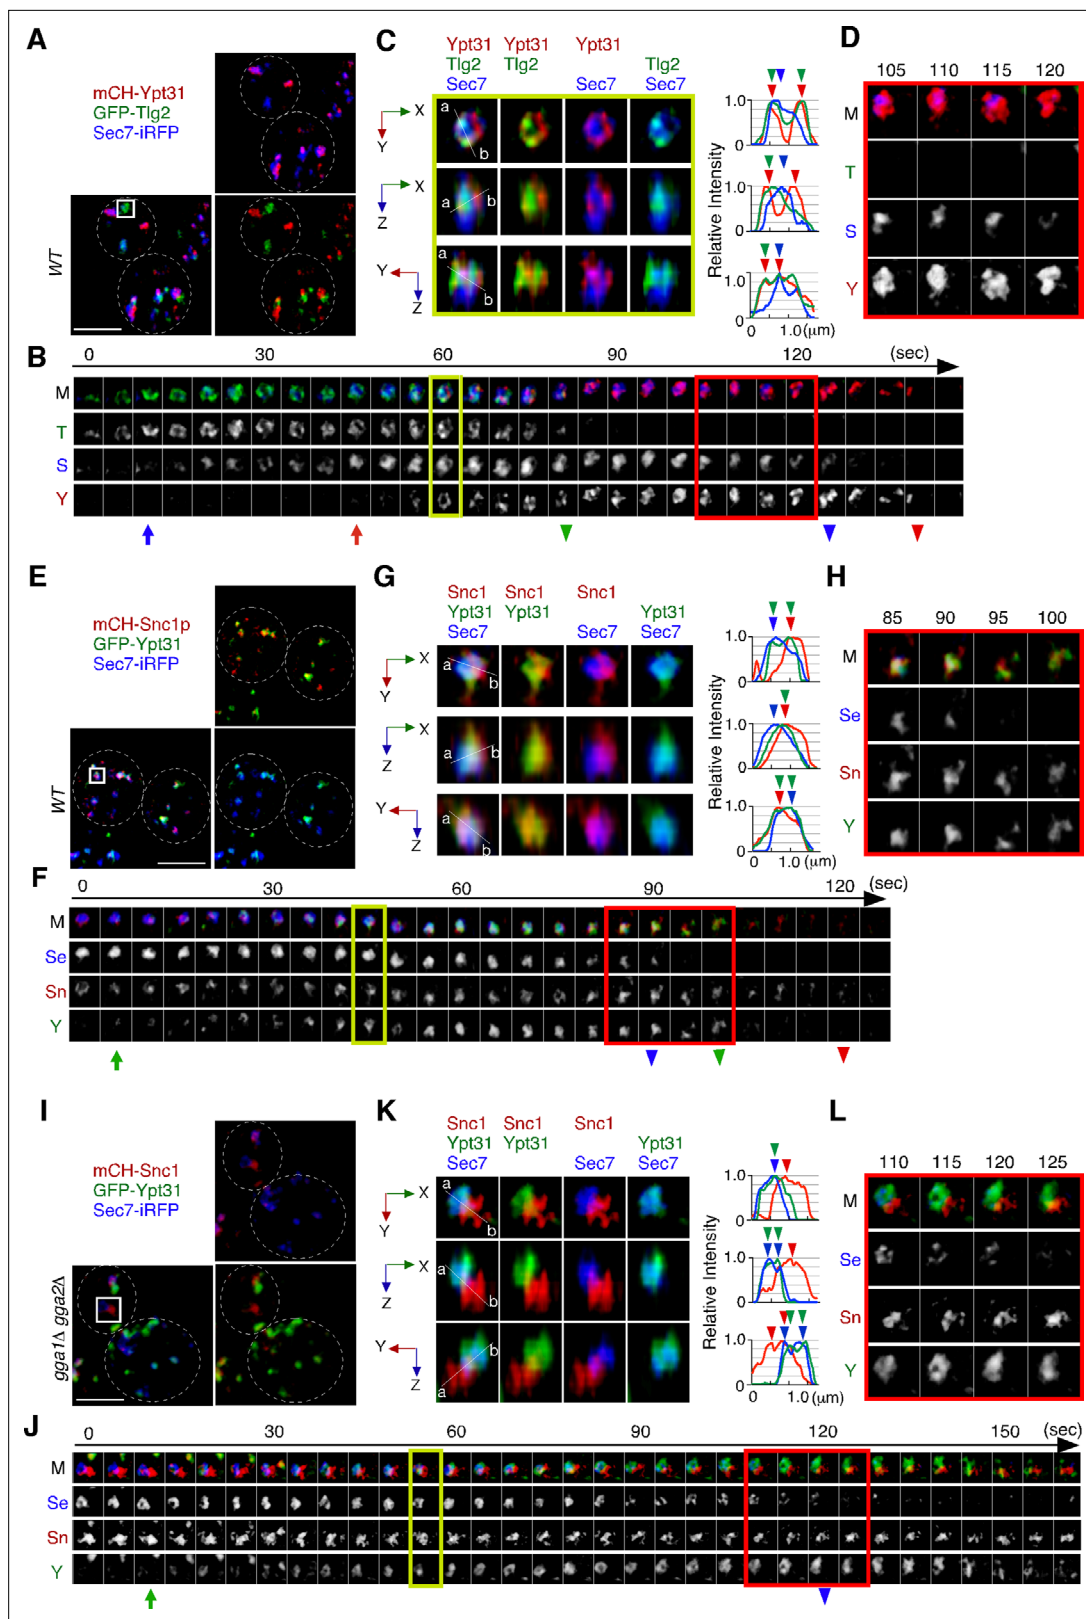 A
mCH-Ypt31
GFP-Tlg2
Sec7-iRFP
WT
C
Ypt31 Ypt31 Ypt31
Tlg2 Tlg2 Tlg2
Sec7 Sec7 Sec7
a
b
X
Y
a
b
X
Z
a
b
Y
Z
Relative Intensity
1.0
0
1.0
0
1.0
0
0 1.0 (μm)
D
105 110 115 120
M
T
S
Y
B
0 30 60 90 120 (sec)
M
T
S
Y
E
mCH-Snc1p
GFP-Ypt31
Sec7-iRFP
WT
G
Snc1 Snc1 Snc1
Ypt31 Ypt31 Ypt31
Sec7 Sec7 Sec7
a
b
X
Y
a
b
X
Z
a
b
Y
Z
Relative Intensity
1.0
0
1.0
0
1.0
0
0 1.0 (μm)
H
85 90 95 100
M
Se
Sn
Y
F
0 30 60 90 120 (sec)
M
Se
Sn
Y
I
mCH-Snc1
GFP-Ypt31
Sec7-iRFP
gga1Δ gga2Δ
K
Snc1 Snc1 Snc1
Ypt31 Ypt31 Ypt31
Sec7 Sec7 Sec7
a
b
X
Y
a
b
X
Z
a
b
Y
Z
Relative Intensity
1.0
0
1.0
0
1.0
0
0 1.0 (μm)
L
110 115 120 125
M
Se
Sn
Y
J
0 30 60 90 120 150 (sec)
M
Se
Sn
Y